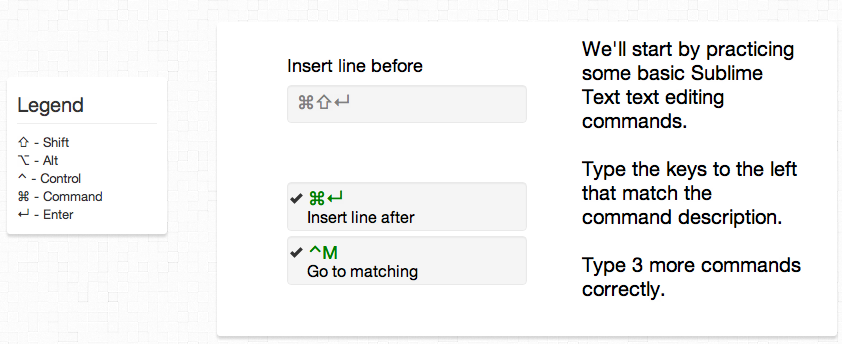 Legend
⇧ - Shift
⌥ - Alt
^ - Control
⌘ - Command
↵ - Enter
Insert line before
⌘⇧↵
✔ ⌘↵
Insert line after
✔ ^M
Go to matching
We'll start by practicing
some basic Sublime
Text text editing
commands.
Type the keys to the left
that match the
command description.
Type 3 more commands
correctly.